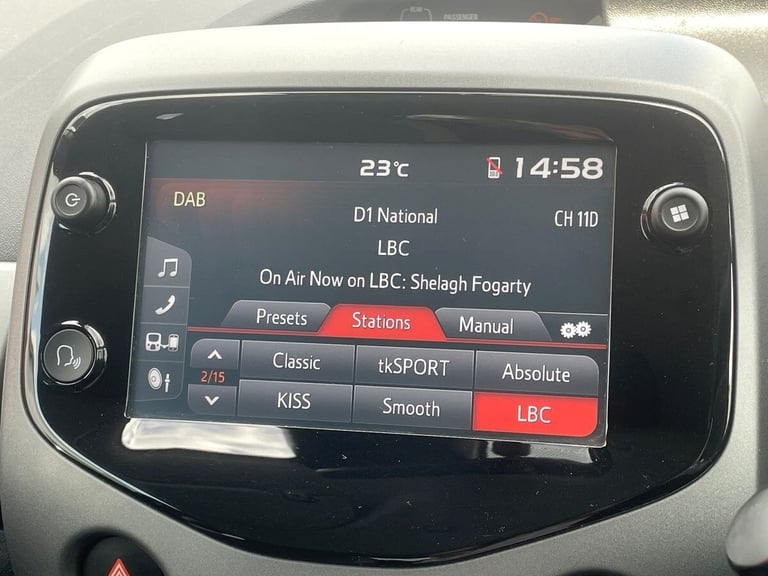 PASSENGER
23°C 14:58
DAB
D1 National CH 11D
LBC
On Air Now on LBC: Shelagh Fogarty
Presets Stations Manual
Classic tkSPORT Absolute
2/15
KISS Smooth LBC